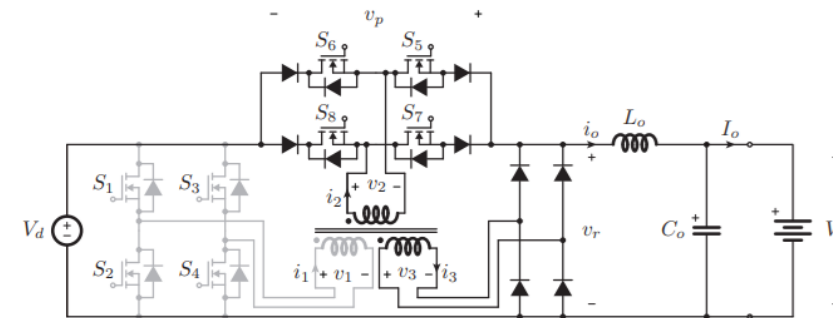 - v_p +
S_6 S_5
S_8 S_7
i_o L_o I_o
+ v_2 -
i_2
S_1 S_3
V_d
S_2 S_4
i_1 + v_1 - + v_3 - i_3
+ v_r -
C_o +
+ V